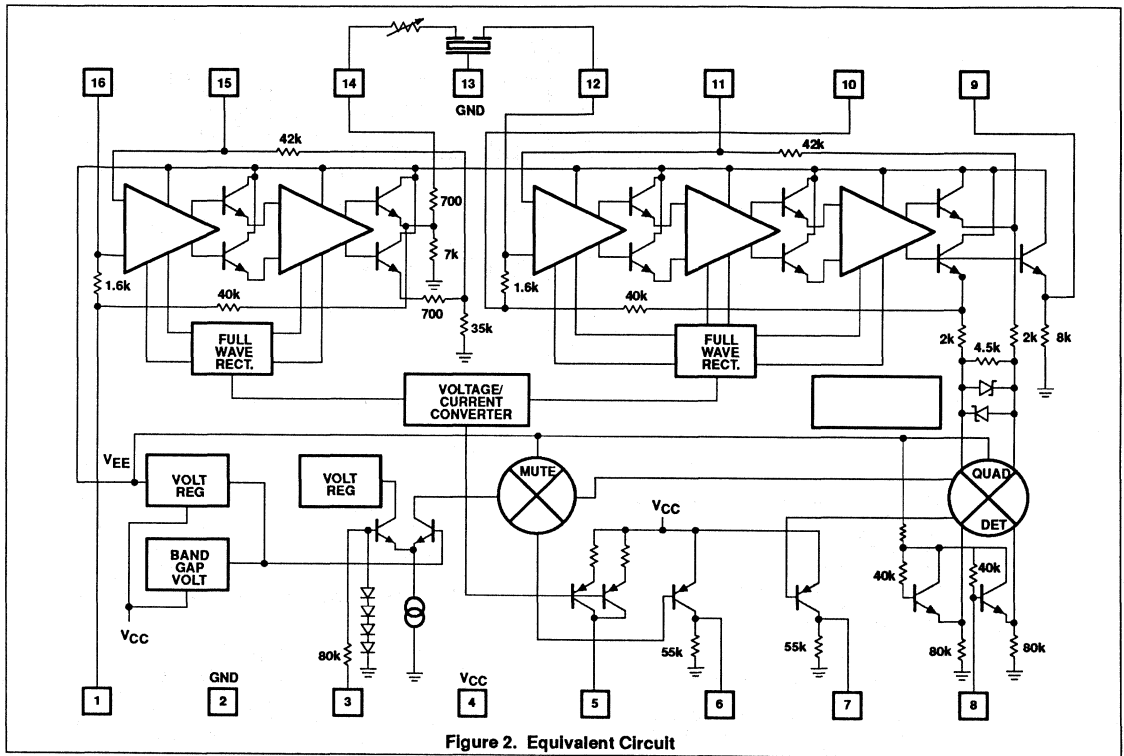 16
15
14
13
GND
12
11
10
9
42k
42k
700
7k
1.6k
40k
700
35k
1.6k
40k
2k
2k
8k
4.5k
FULL
WAVE
RECT.
FULL
WAVE
RECT.
VOLTAGE/
CURRENT
CONVERTER
VEE
VOLT
REG
VOLT
REG
MUTE
QUAD
DET
VCC
BAND
GAP
VOLT
VCC
40k
40k
80k
55k
55k
80k
80k
1
GND
2
3
VCC
4
5
6
7
8
Figure 2. Equivalent Circuit